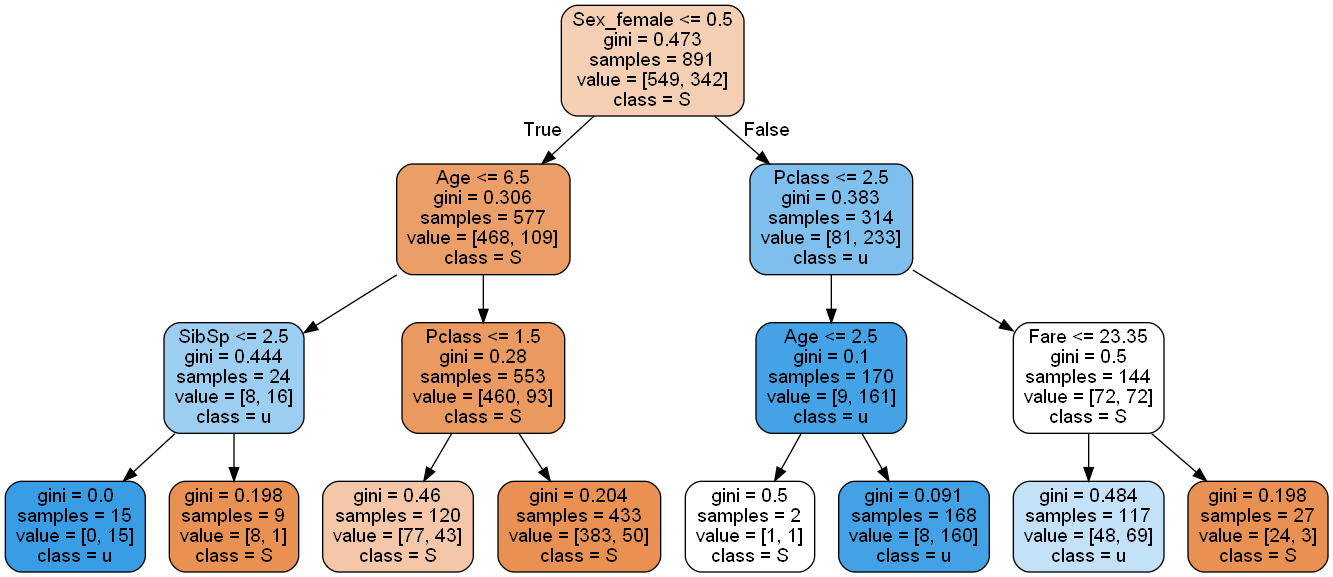 Sex_female <= 0.5
gini = 0.473
samples = 891
value = [549, 342]
class = S
True
False
Age <= 6.5
gini = 0.306
samples = 577
value = [468, 109]
class = S
Pclass <= 2.5
gini = 0.383
samples = 314
value = [81, 233]
class = u
SibSp <= 2.5
gini = 0.444
samples = 24
value = [8, 16]
class = u
Pclass <= 1.5
gini = 0.28
samples = 553
value = [460, 93]
class = S
Age <= 2.5
gini = 0.1
samples = 170
value = [9, 161]
class = u
Fare <= 23.35
gini = 0.5
samples = 144
value = [72, 72]
class = S
gini = 0.0
samples = 15
value = [0, 15]
class = u
gini = 0.198
samples = 9
value = [8, 1]
class = S
gini = 0.46
samples = 120
value = [77, 43]
class = S
gini = 0.204
samples = 433
value = [383, 50]
class = S
gini = 0.5
samples = 2
value = [1, 1]
class = S
gini = 0.091
samples = 168
value = [8, 160]
class = u
gini = 0.484
samples = 117
value = [48, 69]
class = u
gini = 0.198
samples = 27
value = [24, 3]
class = S